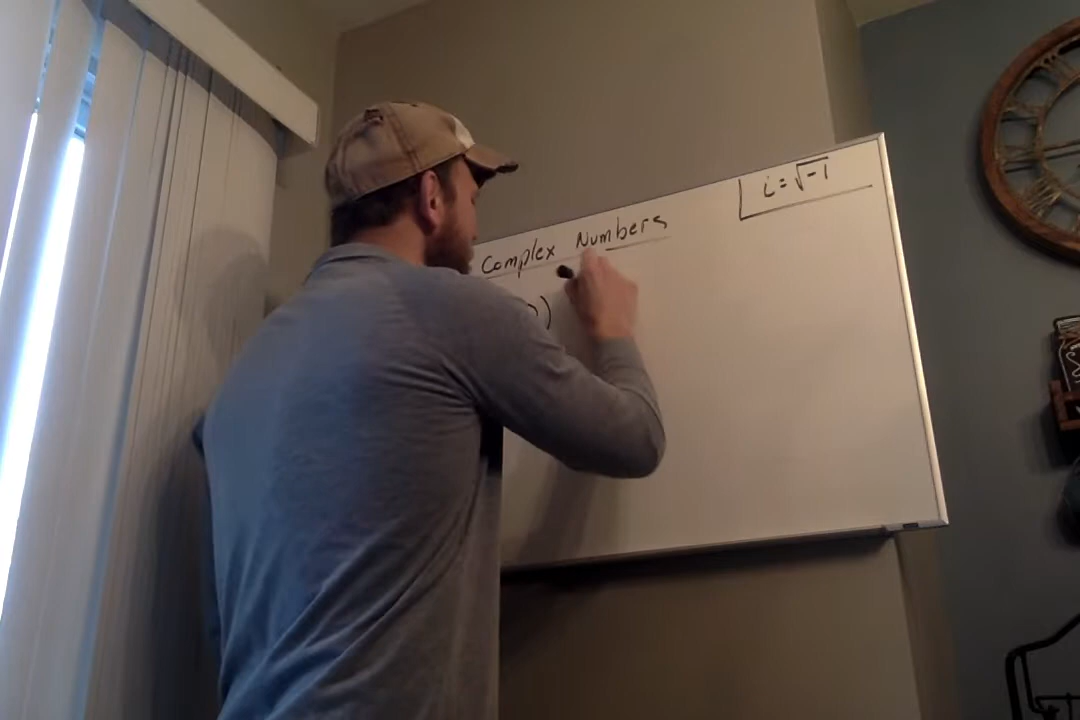 i = √-1
Complex Numbers
)